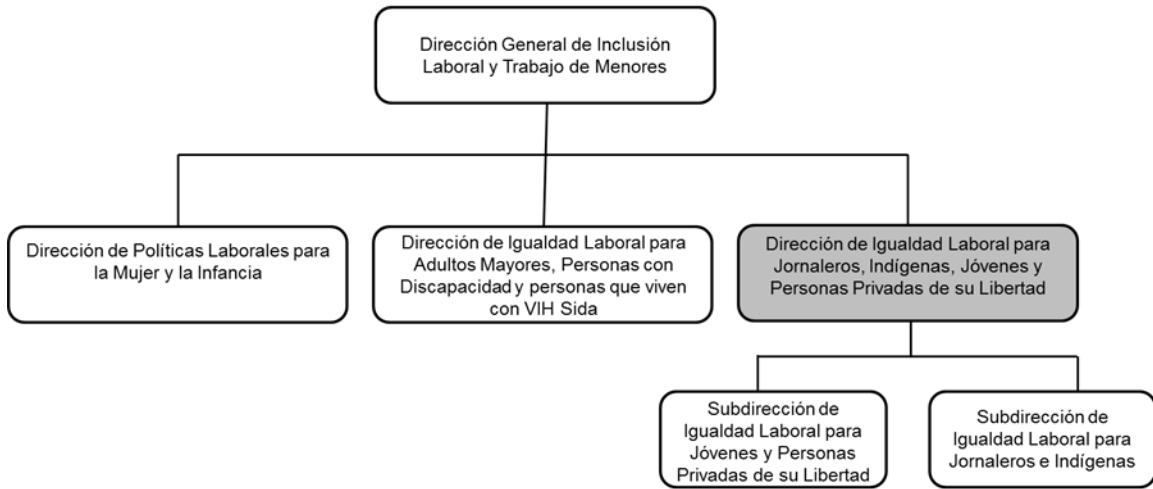 Dirección General de Inclusión
Laboral y Trabajo de Menores
Dirección de Políticas Laborales para
la Mujer y la Infancia
Dirección de Igualdad Laboral para
Adultos Mayores, Personas con
Discapacidad y personas que viven
con VIH Sida
Dirección de Igualdad Laboral para
Jornaleros, Indígenas, Jóvenes y
Personas Privadas de su Libertad
Subdirección de
Igualdad Laboral para
Jóvenes y Personas
Privadas de su Libertad
Subdirección de
Igualdad Laboral para
Jornaleros e Indígenas